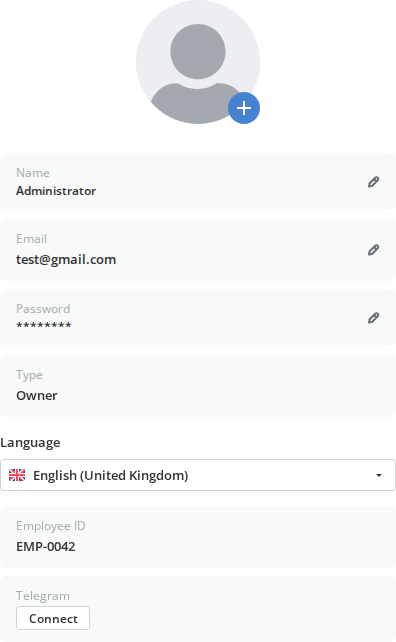 Name
Administrator
Email
test@gmail.com
Password
********
Type
Owner
Language
English (United Kingdom)
Employee ID
EMP-0042
Telegram
Connect